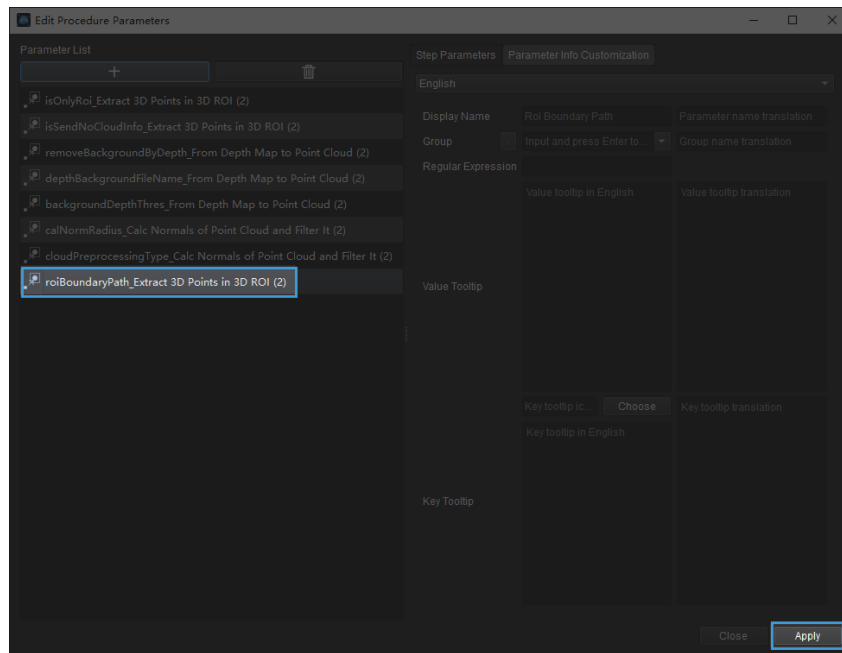 Edit Procedure Parameters
Parameter List
Step Parameters Parameter Info Customization
English
isOnlyRoi_Extract 3D Points in 3D ROI (2)
isSendNoCloudInfo_Extract 3D Points in 3D ROI (2)
removeBackgroundByDepth_From Depth Map to Point Cloud (2)
depthBackgroundFileName_From Depth Map to Point Cloud (2)
backgroundDepthThres_From Depth Map to Point Cloud (2)
calNormRadius_Calc Normals of Point Cloud and Filter It (2)
cloudPreprocessingType_Calc Normals of Point Cloud and Filter It (2)
roiBoundaryPath_Extract 3D Points in 3D ROI (2)
Display Name Roi Boundary Path Parameter name translation
Group Input and press Enter to... Group name translation
Regular Expression
Value tooltip in English Value tooltip translation
Value Tooltip
Key tooltip ic... Choose Key tooltip translation
Key tooltip in English
Key Tooltip
Close Apply